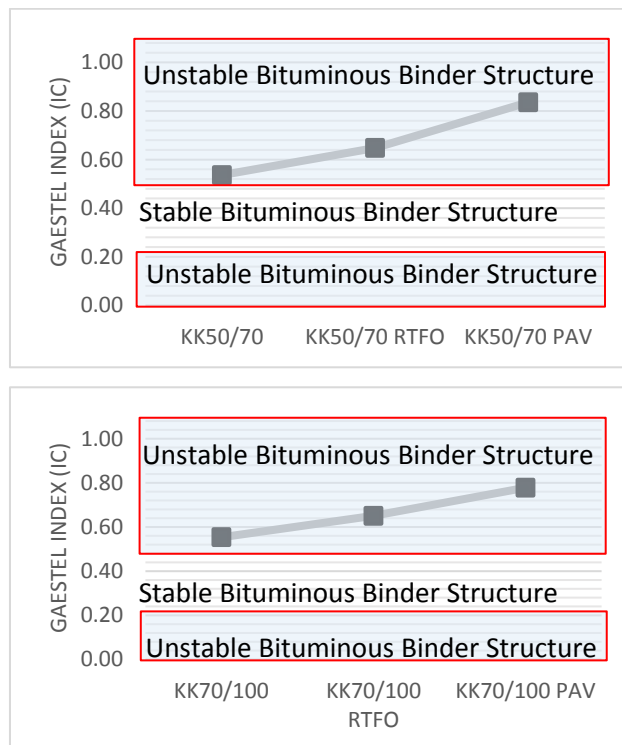 GAESTEL INDEX (IC)
1.00
0.80
0.60
0.40
0.20
0.00
Unstable Bituminous Binder Structure
Stable Bituminous Binder Structure
Unstable Bituminous Binder Structure
KK50/70
KK50/70 RTFO
KK50/70 PAV
GAESTEL INDEX (IC)
1.00
0.80
0.60
0.40
0.20
0.00
Unstable Bituminous Binder Structure
Stable Bituminous Binder Structure
Unstable Bituminous Binder Structure
KK70/100
KK70/100
RTFO
KK70/100 PAV